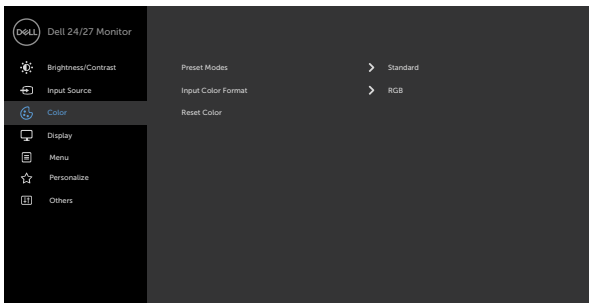 DELL Dell 24/27 Monitor
Brightness/Contrast
Input Source
Color
Display
Menu
Personalize
Others
Preset Modes Standard
Input Color Format RGB
Reset Color